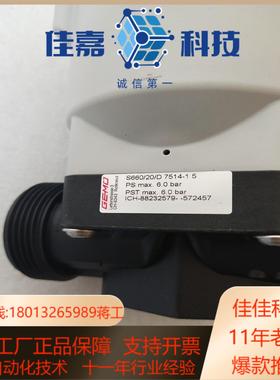 佳嘉 科技
诚信第一
GEMÜ
S660/20/D 7514-1 5
PS max. 6.0 bar
PST max. 6.0 bar
ICH-88232579- -572457
线:18013265989蒋工
佳佳科
工厂正品保障 支持开票
11年老
自动化技术 十一年行业经验
爆款推